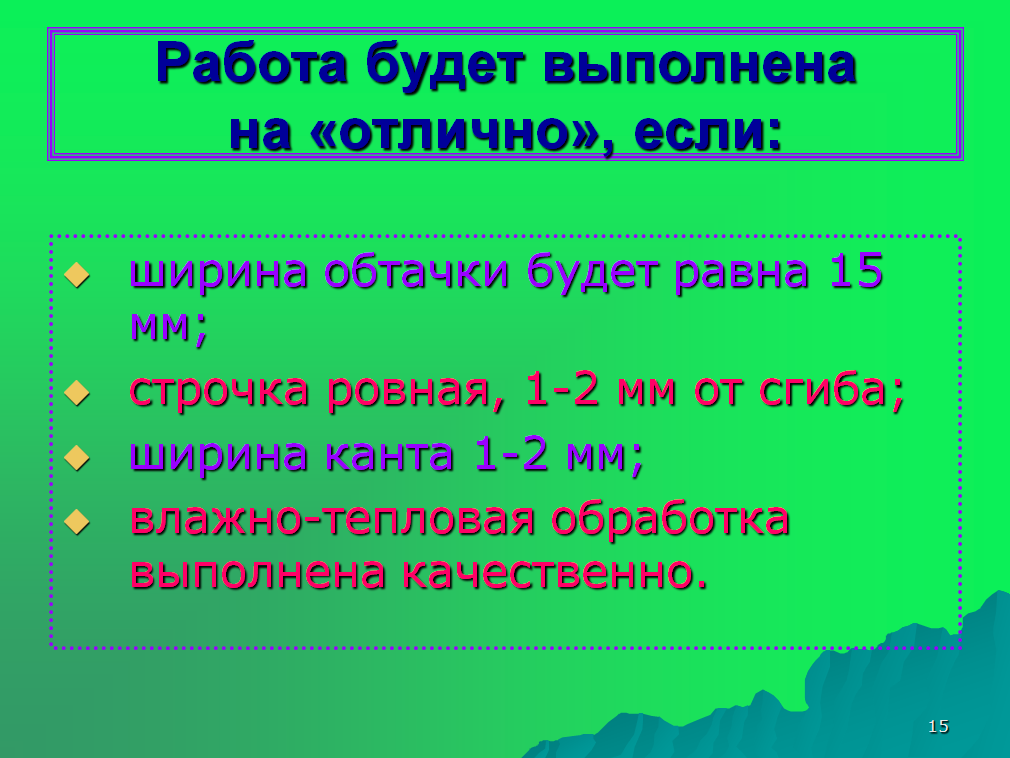 Работа будет выполнена
на «отлично», если:
ширина обтачки будет равна 15
мм;
строчка ровная, 1-2 мм от сгиба;
ширина канта 1-2 мм;
влажно-тепловая обработка
выполнена качественно.
15